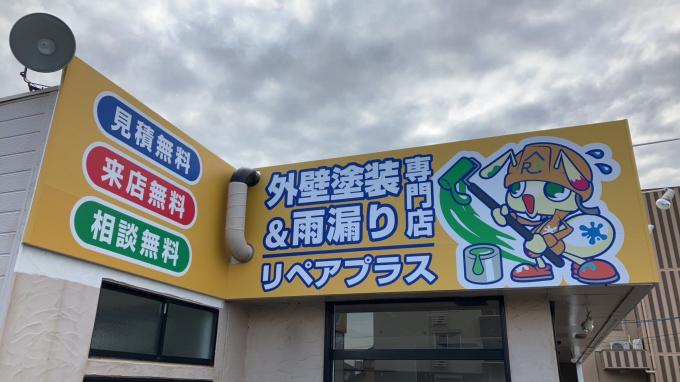 見積無料
来店無料
相談無料
外壁塗装
&雨漏り
専門店
リペアプラス